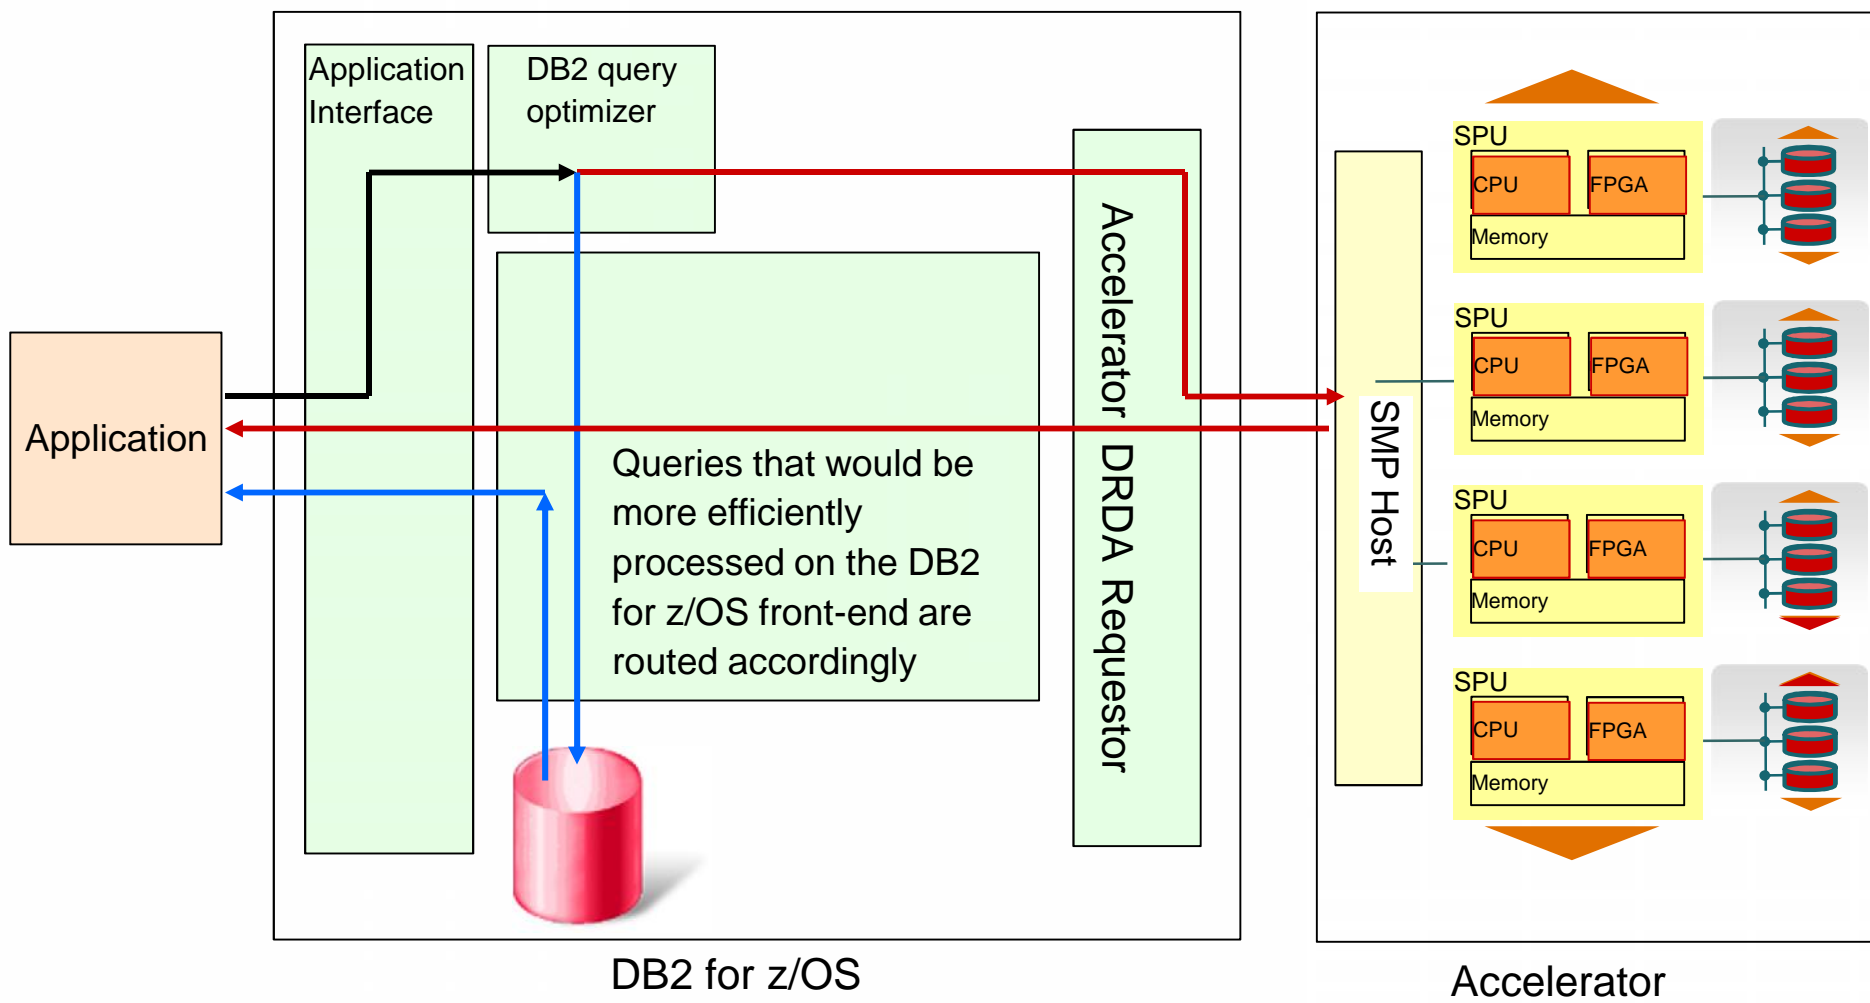 Application
Interface
DB2 query
optimizer
Application
Queries that would be
more efficiently
processed on the DB2
for z/OS front-end are
routed accordingly
Accelerator DRDA Requestor
DB2 for z/OS
SMP Host
SPU
CPU
FPGA
Memory
SPU
CPU
FPGA
Memory
SPU
CPU
FPGA
Memory
SPU
CPU
FPGA
Memory
Accelerator